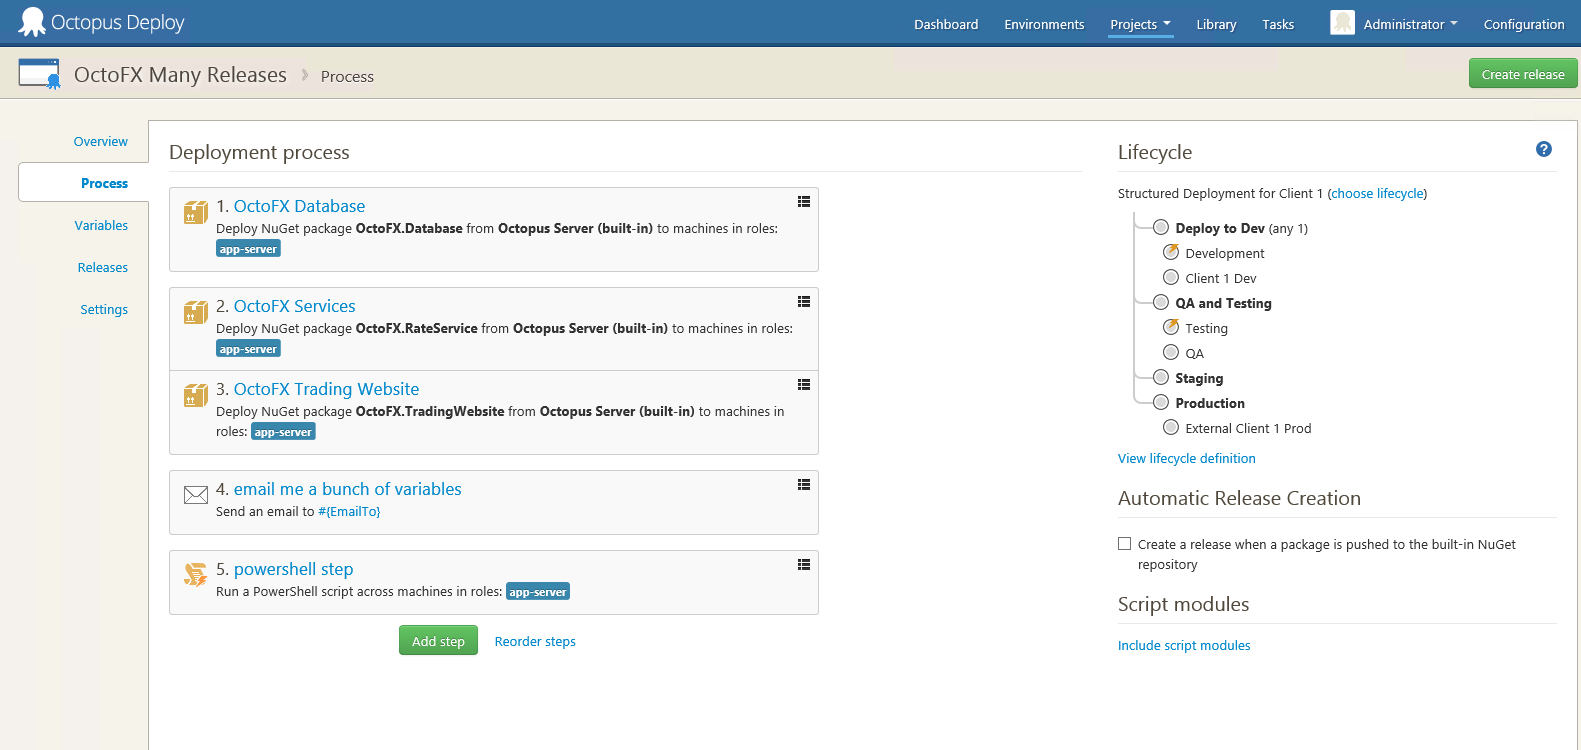 Octopus Deploy
Dashboard Environments Projects Library Tasks Administrator Configuration
OctoFX Many Releases › Process
Create release
Overview
Process
Variables
Releases
Settings
Deployment process
1. OctoFX Database
Deploy NuGet package OctoFX.Database from Octopus Server (built-in) to machines in roles:
app-server
2. OctoFX Services
Deploy NuGet package OctoFX.RateService from Octopus Server (built-in) to machines in roles:
app-server
3. OctoFX Trading Website
Deploy NuGet package OctoFX.TradingWebsite from Octopus Server (built-in) to machines in
roles: app-server
4. email me a bunch of variables
Send an email to #{EmailTo}
5. powershell step
Run a PowerShell script across machines in roles: app-server
Add step Reorder steps
Lifecycle
?
Structured Deployment for Client 1 (choose lifecycle)
Deploy to Dev (any 1)
Development
Client 1 Dev
QA and Testing
Testing
QA
Staging
Production
External Client 1 Prod
View lifecycle definition
Automatic Release Creation
Create a release when a package is pushed to the built-in NuGet
repository
Script modules
Include script modules